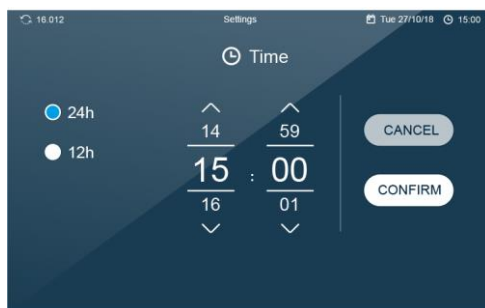 16.012 Settings Tue 27/10/18 15:00
Time
24h
12h
14 59
15 : 00
16 01
CANCEL
CONFIRM